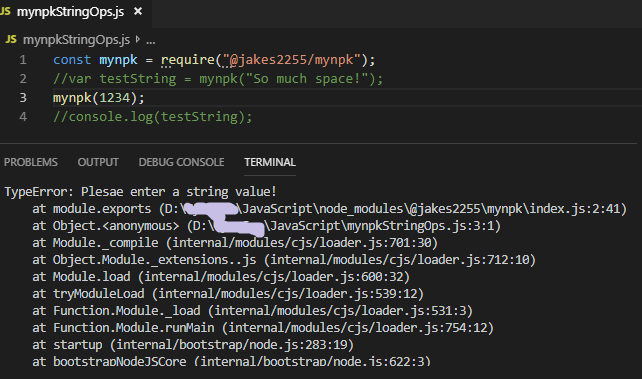 JS mynpkStringOps.js ×
JS mynpkStringOps.js > ...
1 const mynpk = require("@jakes2255/mynpk");
2 //var testString = mynpk("So much space!");
3 mynpk(1234);
4 //console.log(testString);
PROBLEMS OUTPUT DEBUG CONSOLE TERMINAL
TypeError: Plesae enter a string value!
at module.exports (D:\ \JavaScript\node_modules\@jakes2255\mynpk\index.js:2:41)
at Object.<anonymous> (D:\ \JavaScript\mynpkStringOps.js:3:1)
at Module._compile (internal/modules/cjs/loader.js:701:30)
at Object.Module._extensions..js (internal/modules/cjs/loader.js:712:10)
at Module.load (internal/modules/cjs/loader.js:600:32)
at tryModuleLoad (internal/modules/cjs/loader.js:539:12)
at Function.Module._load (internal/modules/cjs/loader.js:531:3)
at Function.Module.runMain (internal/modules/cjs/loader.js:754:12)
at startup (internal/bootstrap/node.js:283:19)
at bootstrapNodeJSCore (internal/bootstrap/node.js:622:3)